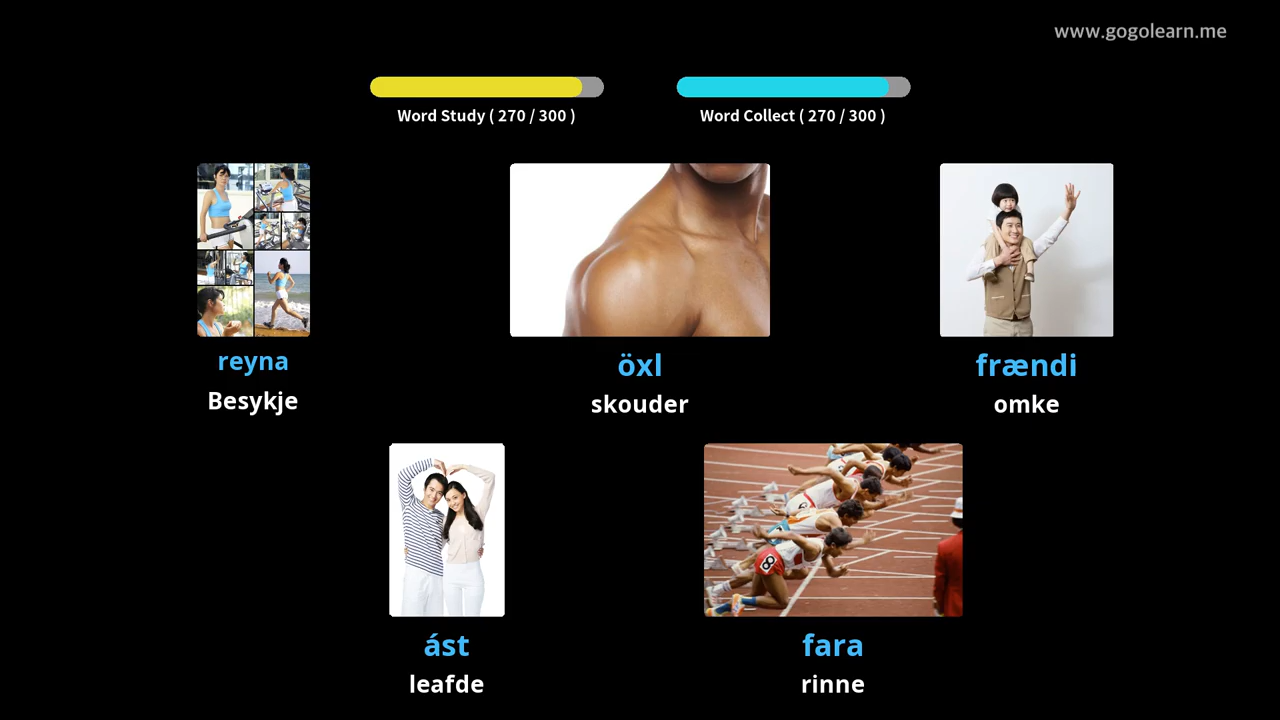 www.gogolearn.me
Word Study ( 270 / 300 )
Word Collect ( 270 / 300 )
reyna
Besykje
öxl
skouder
frændi
omke
ást
leafde
fara
rinne